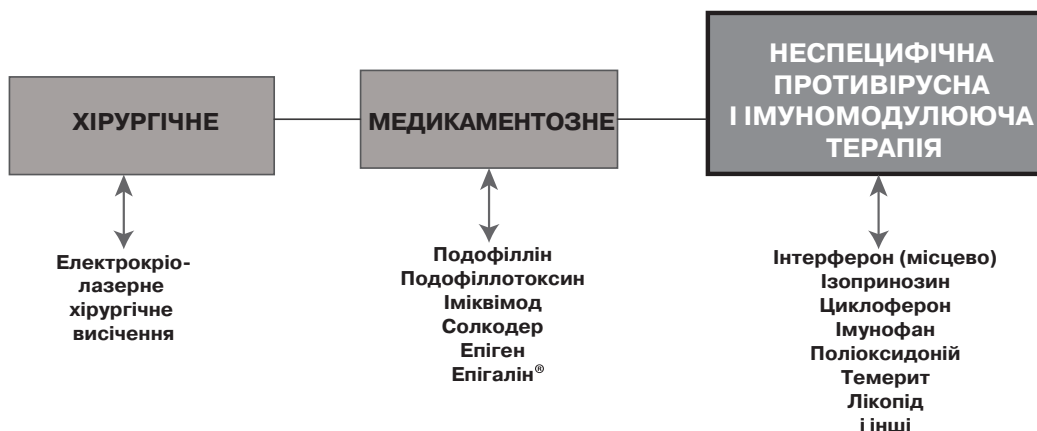 ХІРУРГІЧНЕ
Електрокріо-
лазерне
хірургічне
висічення
МЕДИКАМЕНТОЗНЕ
Подофіллін
Подофіллотоксин
Іміквімод
Солкодер
Епіген
Епігалін®
НЕСПЕЦИФІЧНА
ПРОТИВІРУСНА
І ІМУНОМОДУЛЮЮЧА
ТЕРАПІЯ
Інтерферон (місцево)
Ізопринозин
Циклоферон
Імунофан
Поліоксидоній
Темерит
Лікопід
і інші